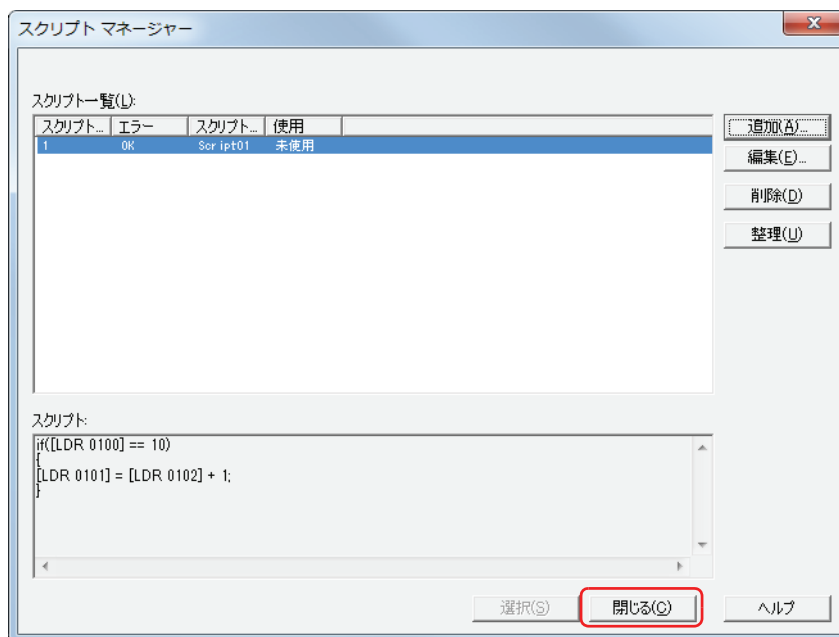 スクリプト マネージャー
スクリプト一覧(L):
スクリプト... エラー スクリプト... 使用
1 OK Script01 未使用
追加(A)...
編集(E)...
削除(D)
整理(U)
スクリプト:
if([LDR 0100] == 10)
{
[LDR 0101] = [LDR 0102] + 1;
}
選択(S) 閉じる(C) ヘルプ